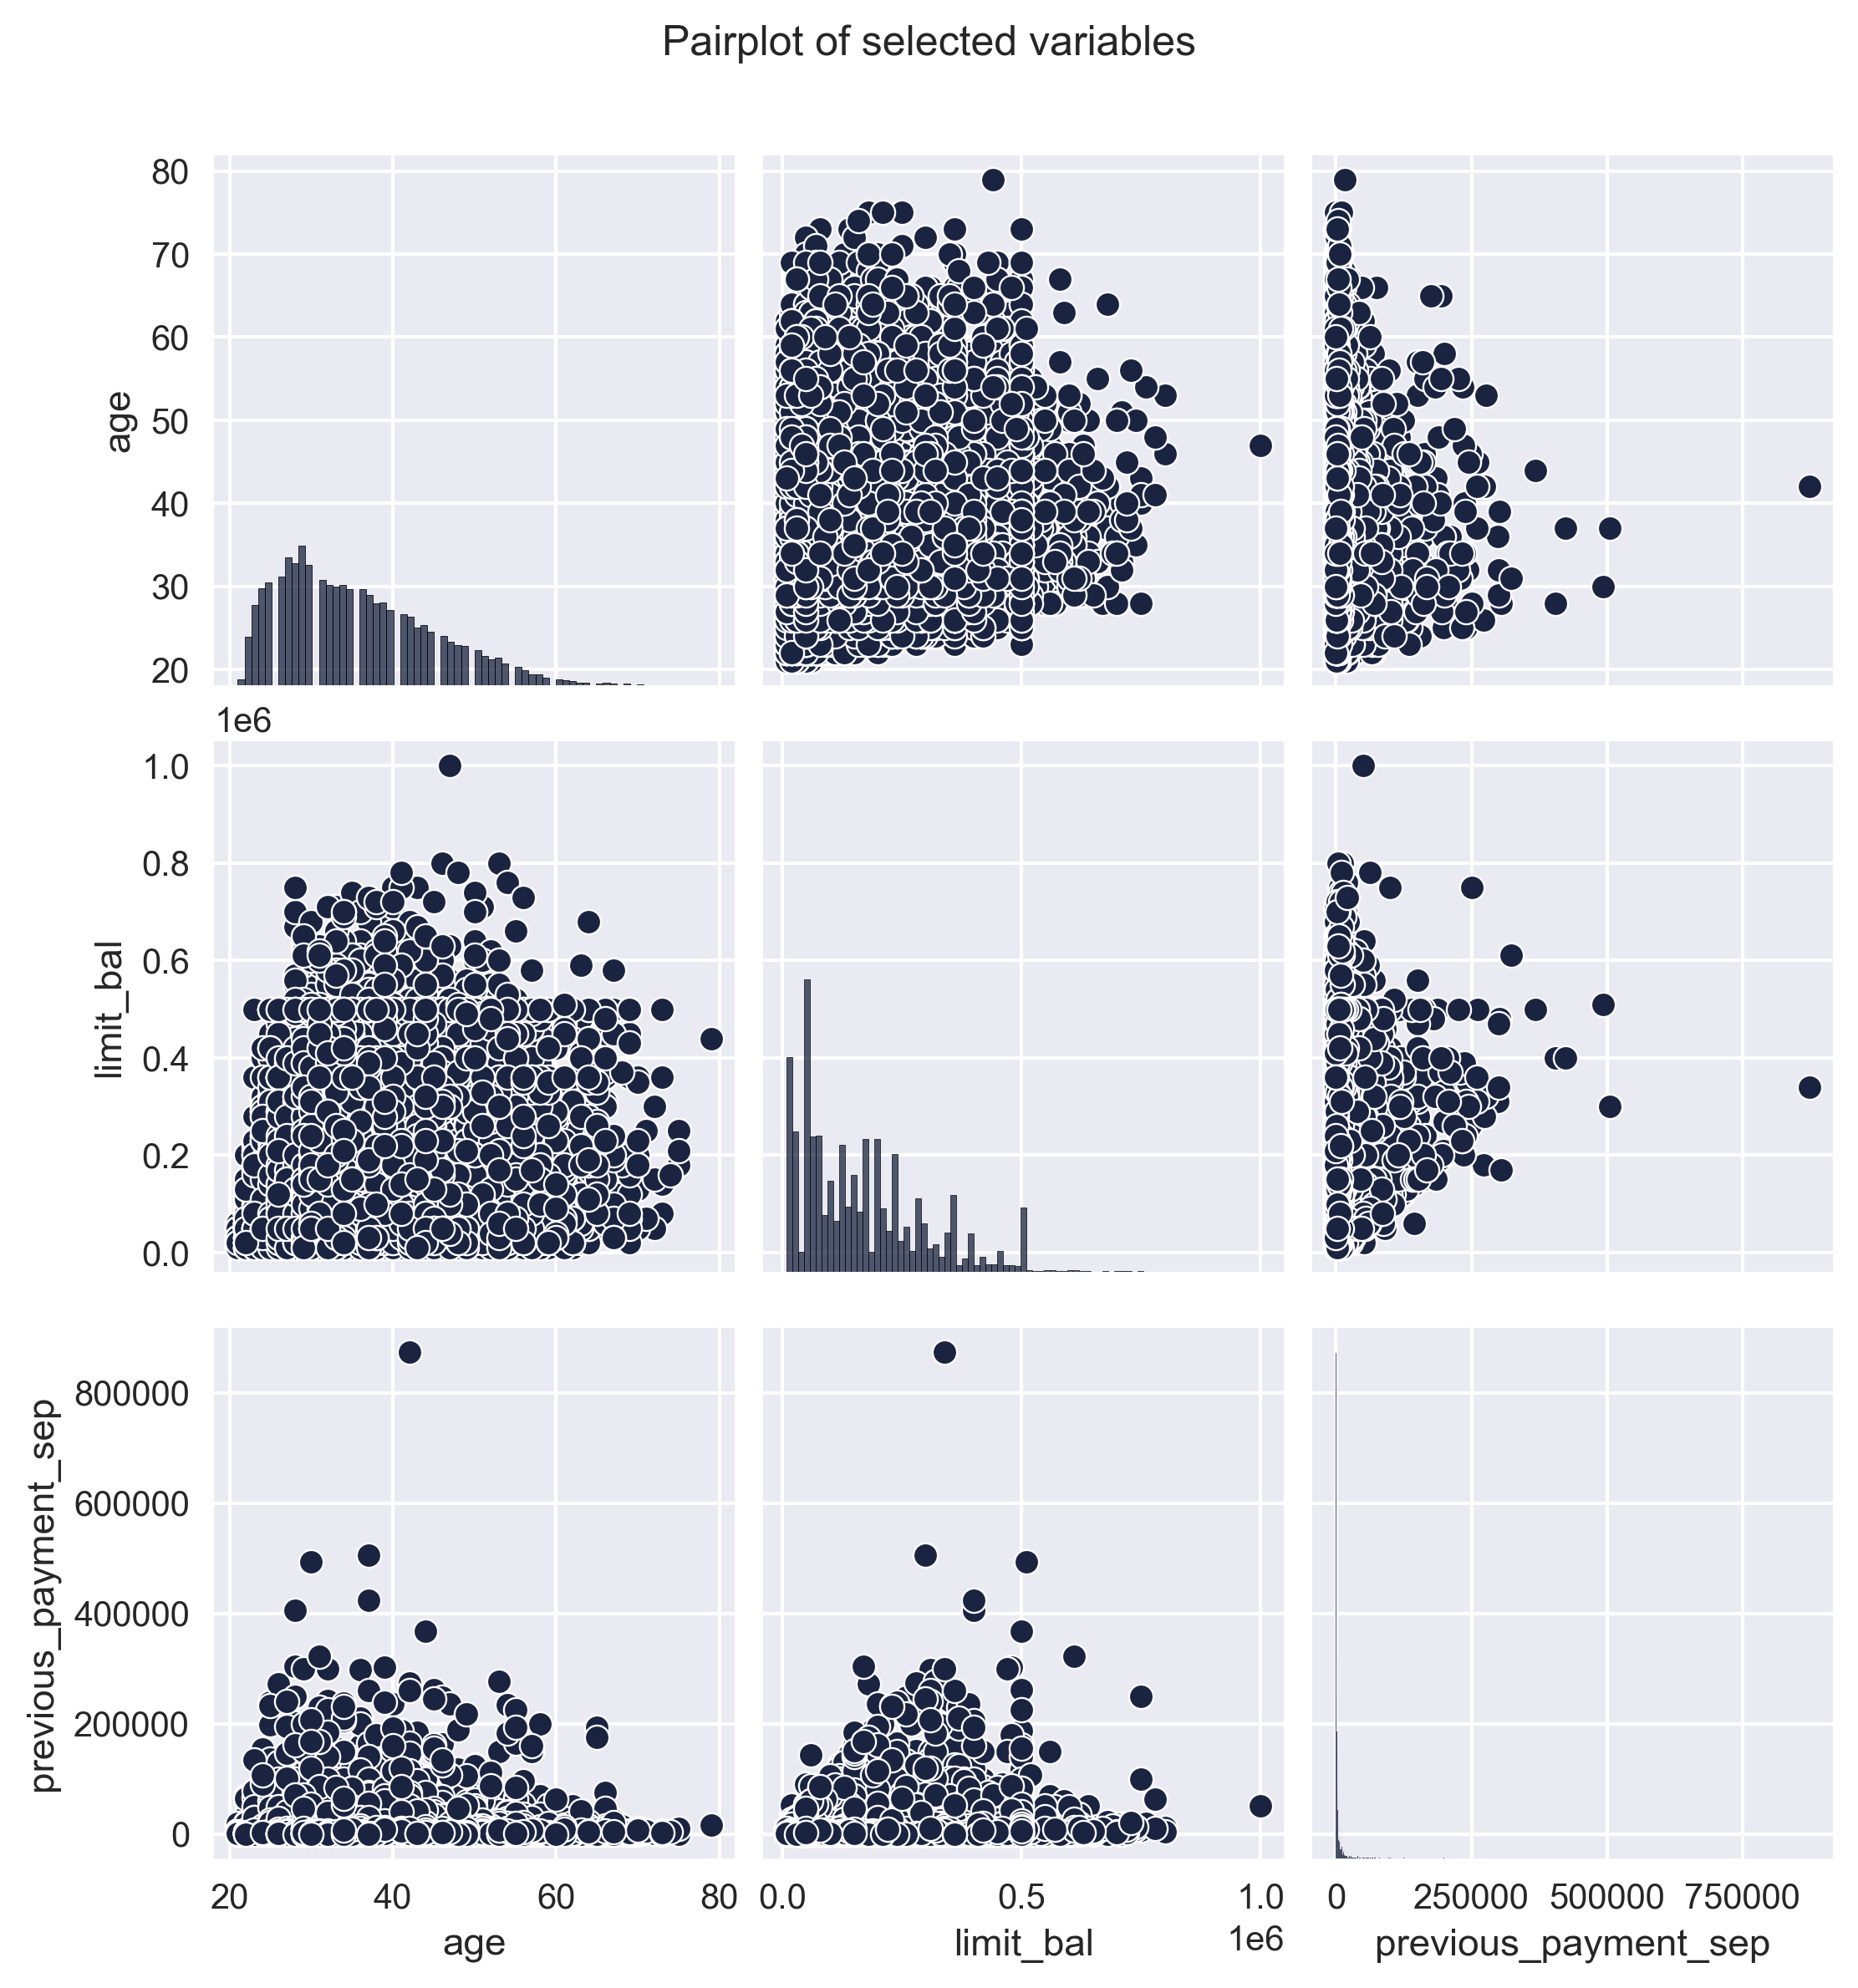 Pairplot of selected variables
80
70
60
50
40
30
20
age
1e6
1.0
0.8
0.6
0.4
0.2
0.0
limit_bal
800000
600000
400000
200000
0
previous_payment_sep
20 40 60 80 0.0 0.5 1.0 0 250000 500000 750000
age limit_bal 1e6 previous_payment_sep